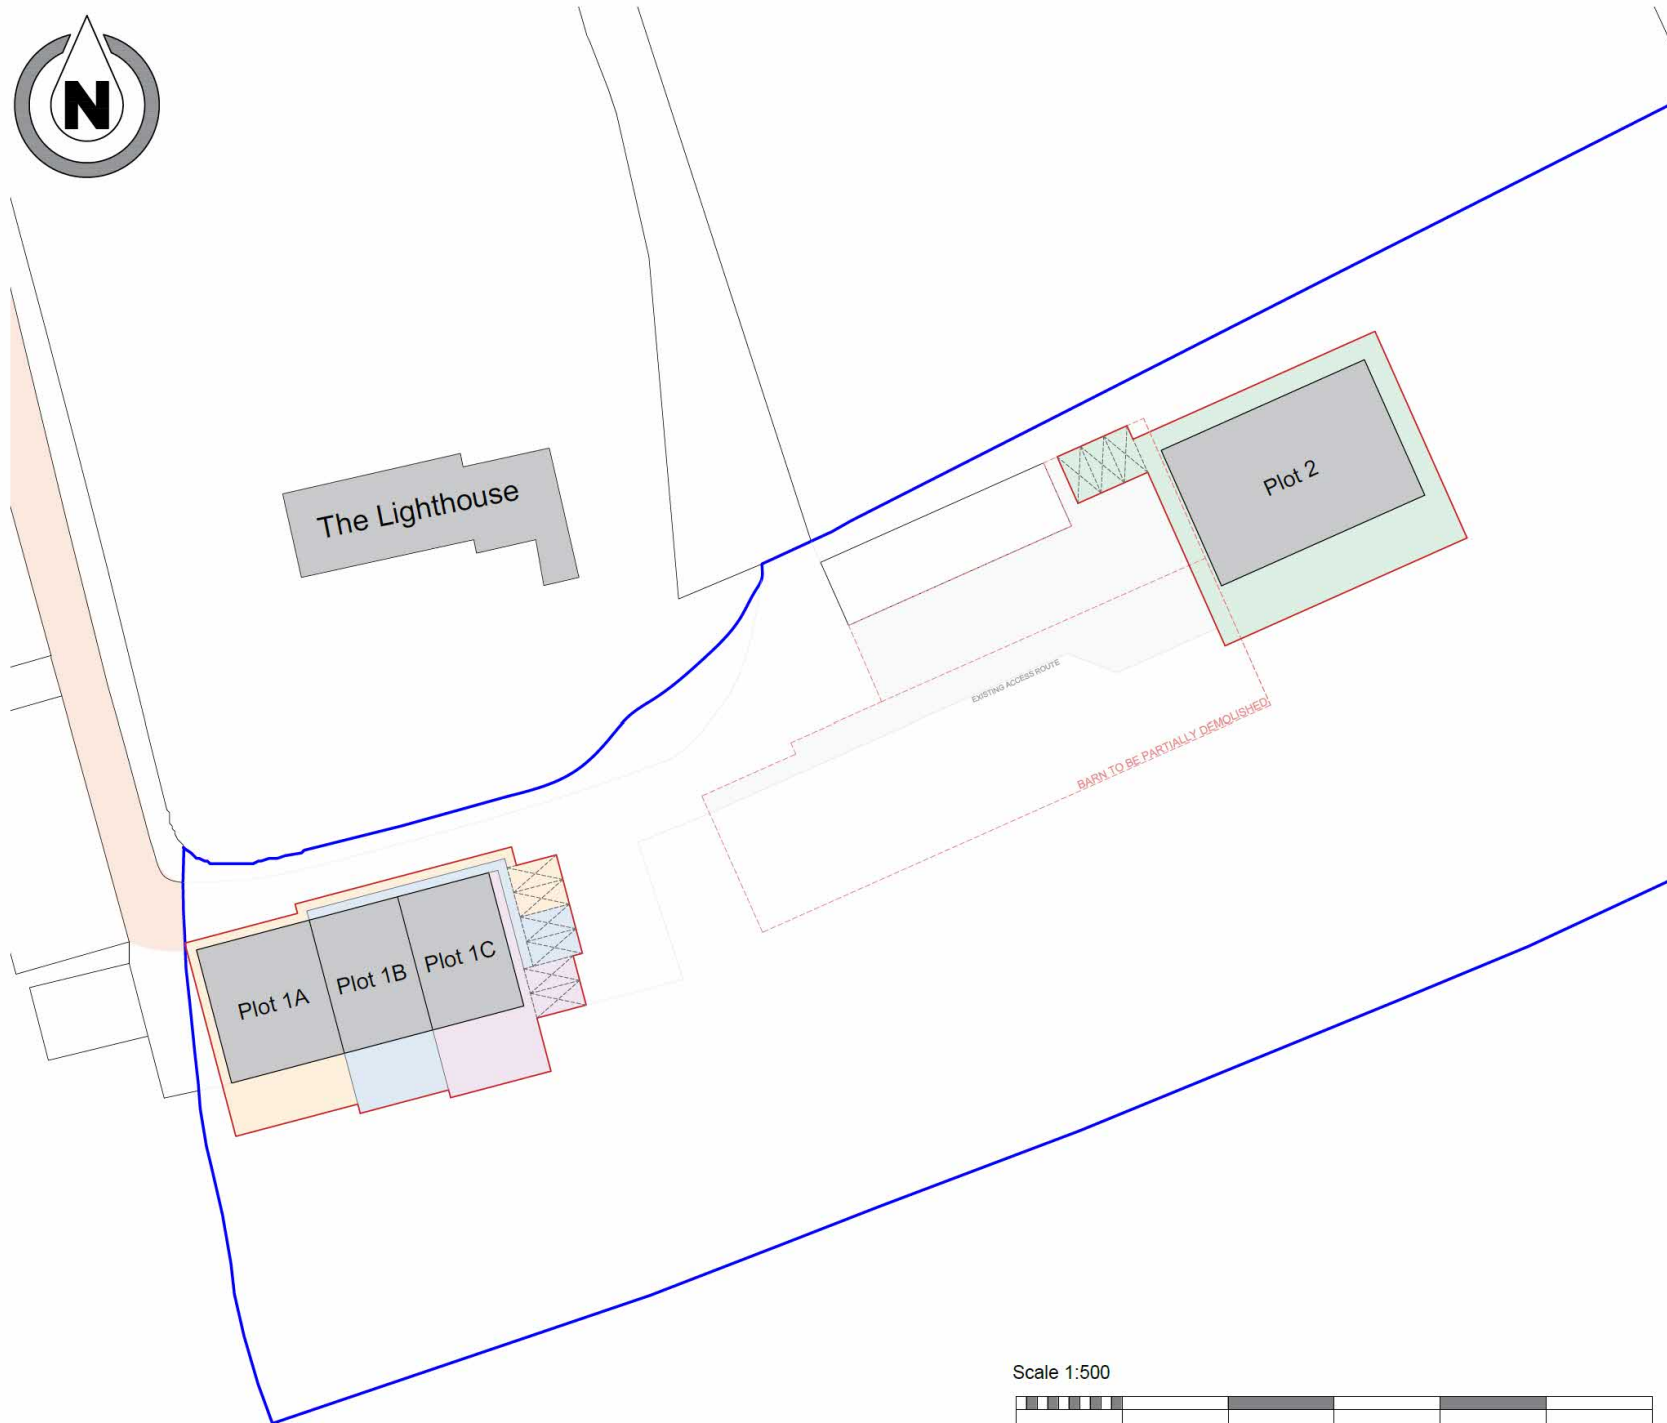 N
The Lighthouse
Plot 2
EXISTING ACCESS ROUTE
BARN TO BE PARTIALLY DEMOLISHED
Plot 1A
Plot 1B
Plot 1C
Scale 1:500